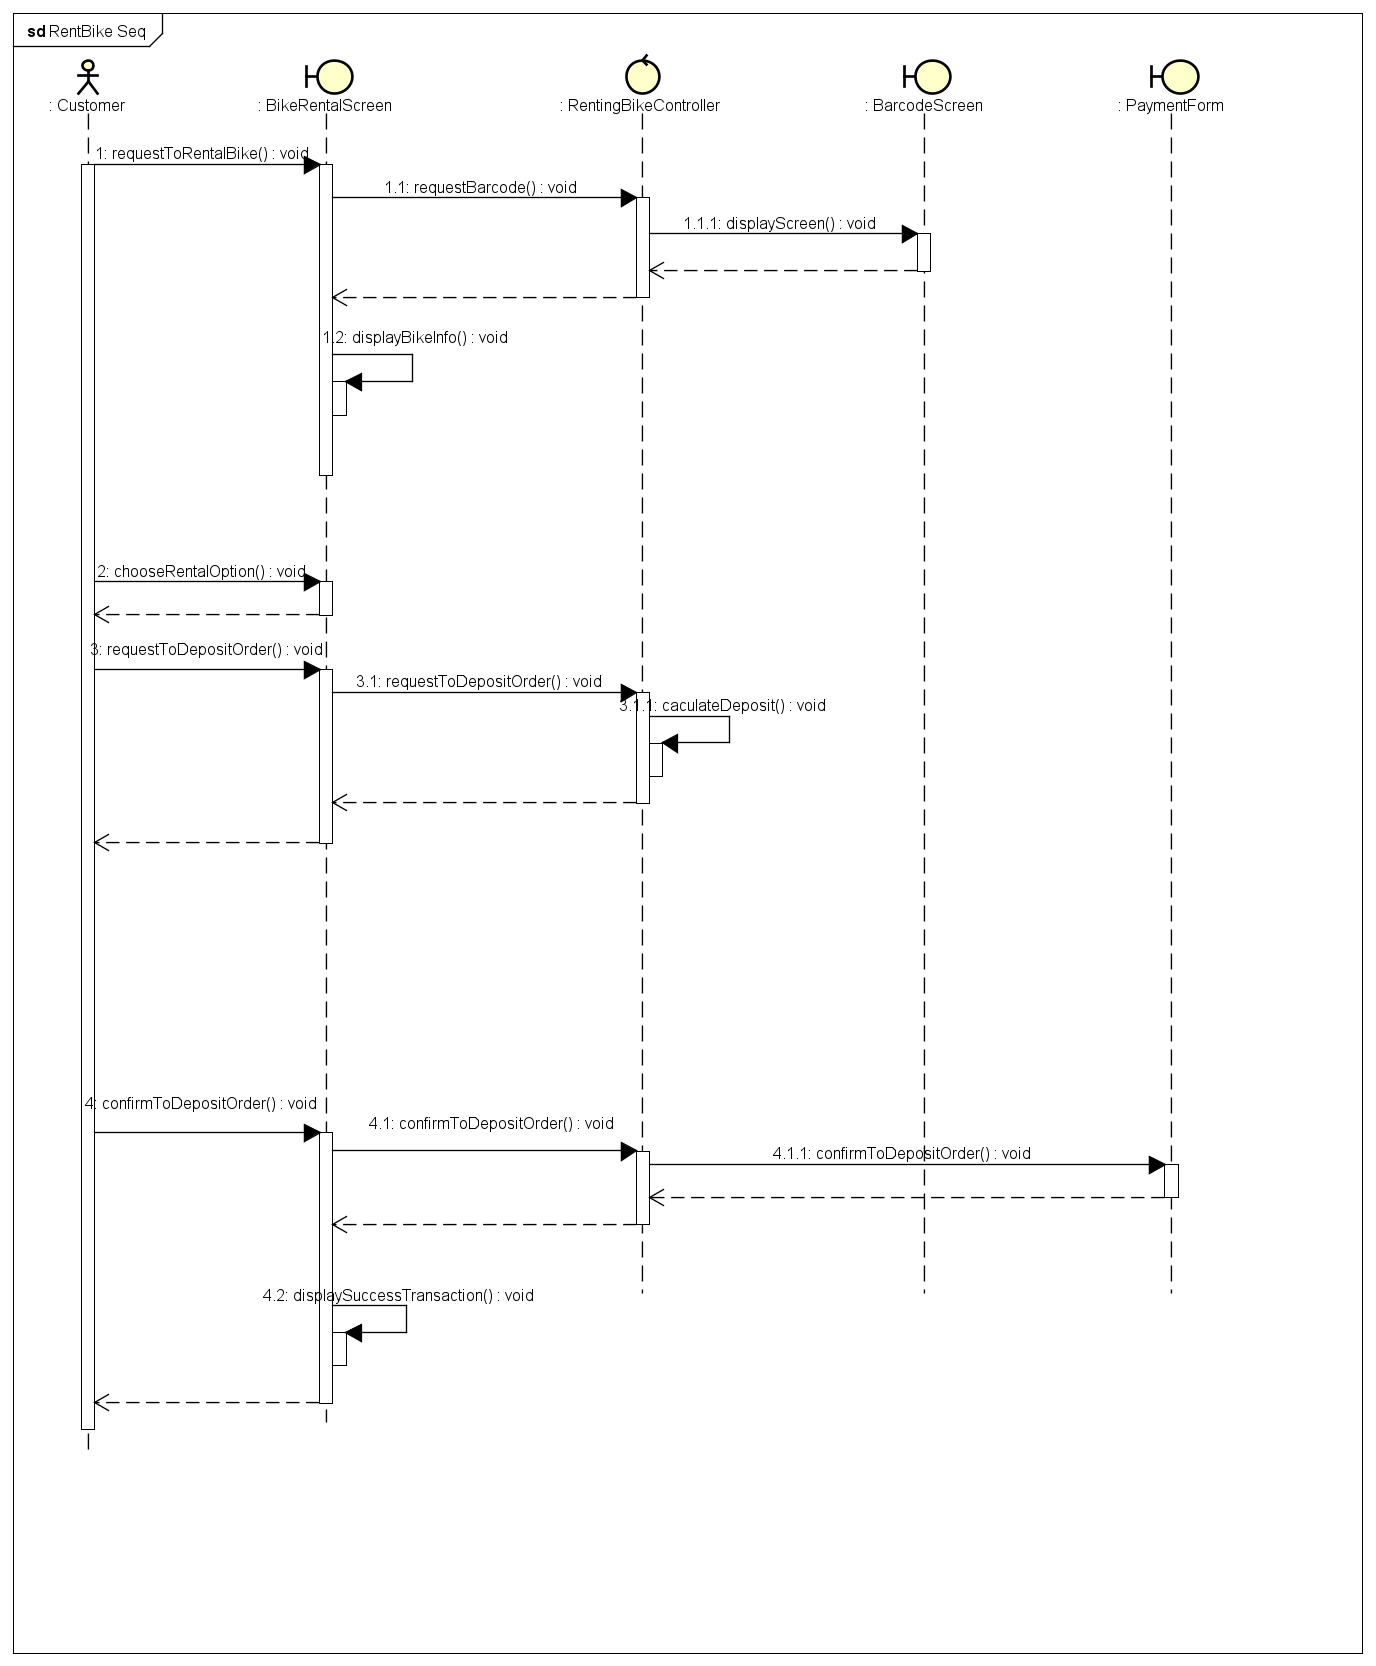 sd RentBike Seq
: Customer
: BikeRentalScreen
: RentingBikeController
: BarcodeScreen
: PaymentForm
1: requestToRentalBike() : void
1.1: requestBarcode() : void
1.1.1: displayScreen() : void
1.2: displayBikeInfo() : void
2: chooseRentalOption() : void
3: requestToDepositOrder() : void
3.1: requestToDepositOrder() : void
3.1.1: caculateDeposit() : void
4: confirmToDepositOrder() : void
4.1: confirmToDepositOrder() : void
4.1.1: confirmToDepositOrder() : void
4.2: displaySuccessTransaction() : void